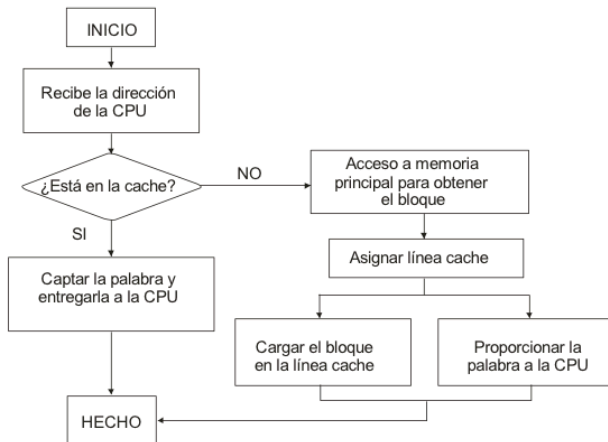 INICIO
Recibe la dirección
de la CPU
¿Está en la cache?
NO
Acceso a memoria
principal para obtener
el bloque
SI
Asignar línea cache
Captar la palabra y
entregarla a la CPU
Cargar el bloque
en la línea cache
Proporcionar la
palabra a la CPU
HECHO